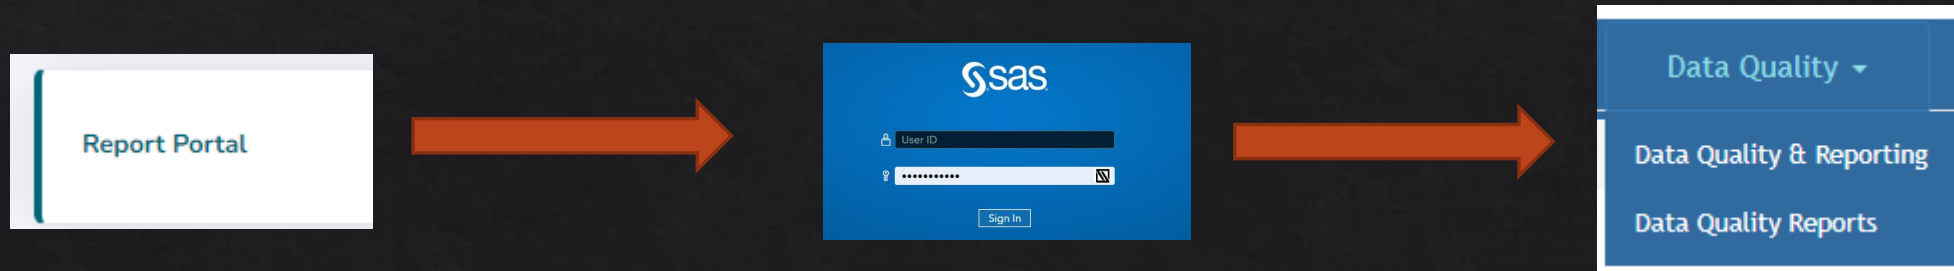 Report Portal
sas
User ID
•••••••••••
Sign In
Data Quality
Data Quality & Reporting
Data Quality Reports